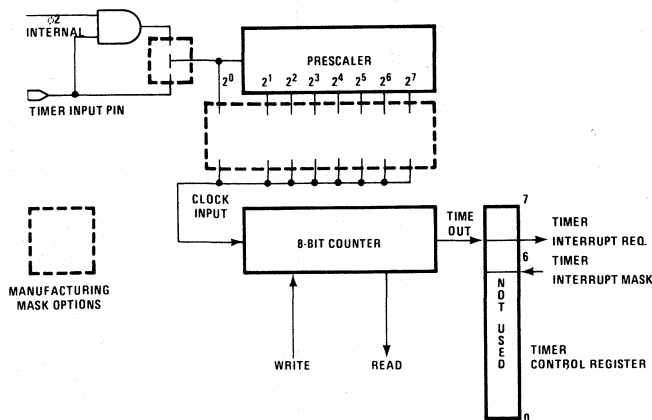 ϕ2
INTERNAL
TIMER INPUT PIN
PRESCALER
2⁰ 2¹ 2² 2³ 2⁴ 2⁵ 2⁶ 2⁷
CLOCK
INPUT
8-BIT COUNTER
TIME
OUT
7
TIMER
INTERRUPT REQ.
6
TIMER
INTERRUPT MASK
MANUFACTURING
MASK OPTIONS
NOT USED
WRITE
READ
TIMER
CONTROL REGISTER
0